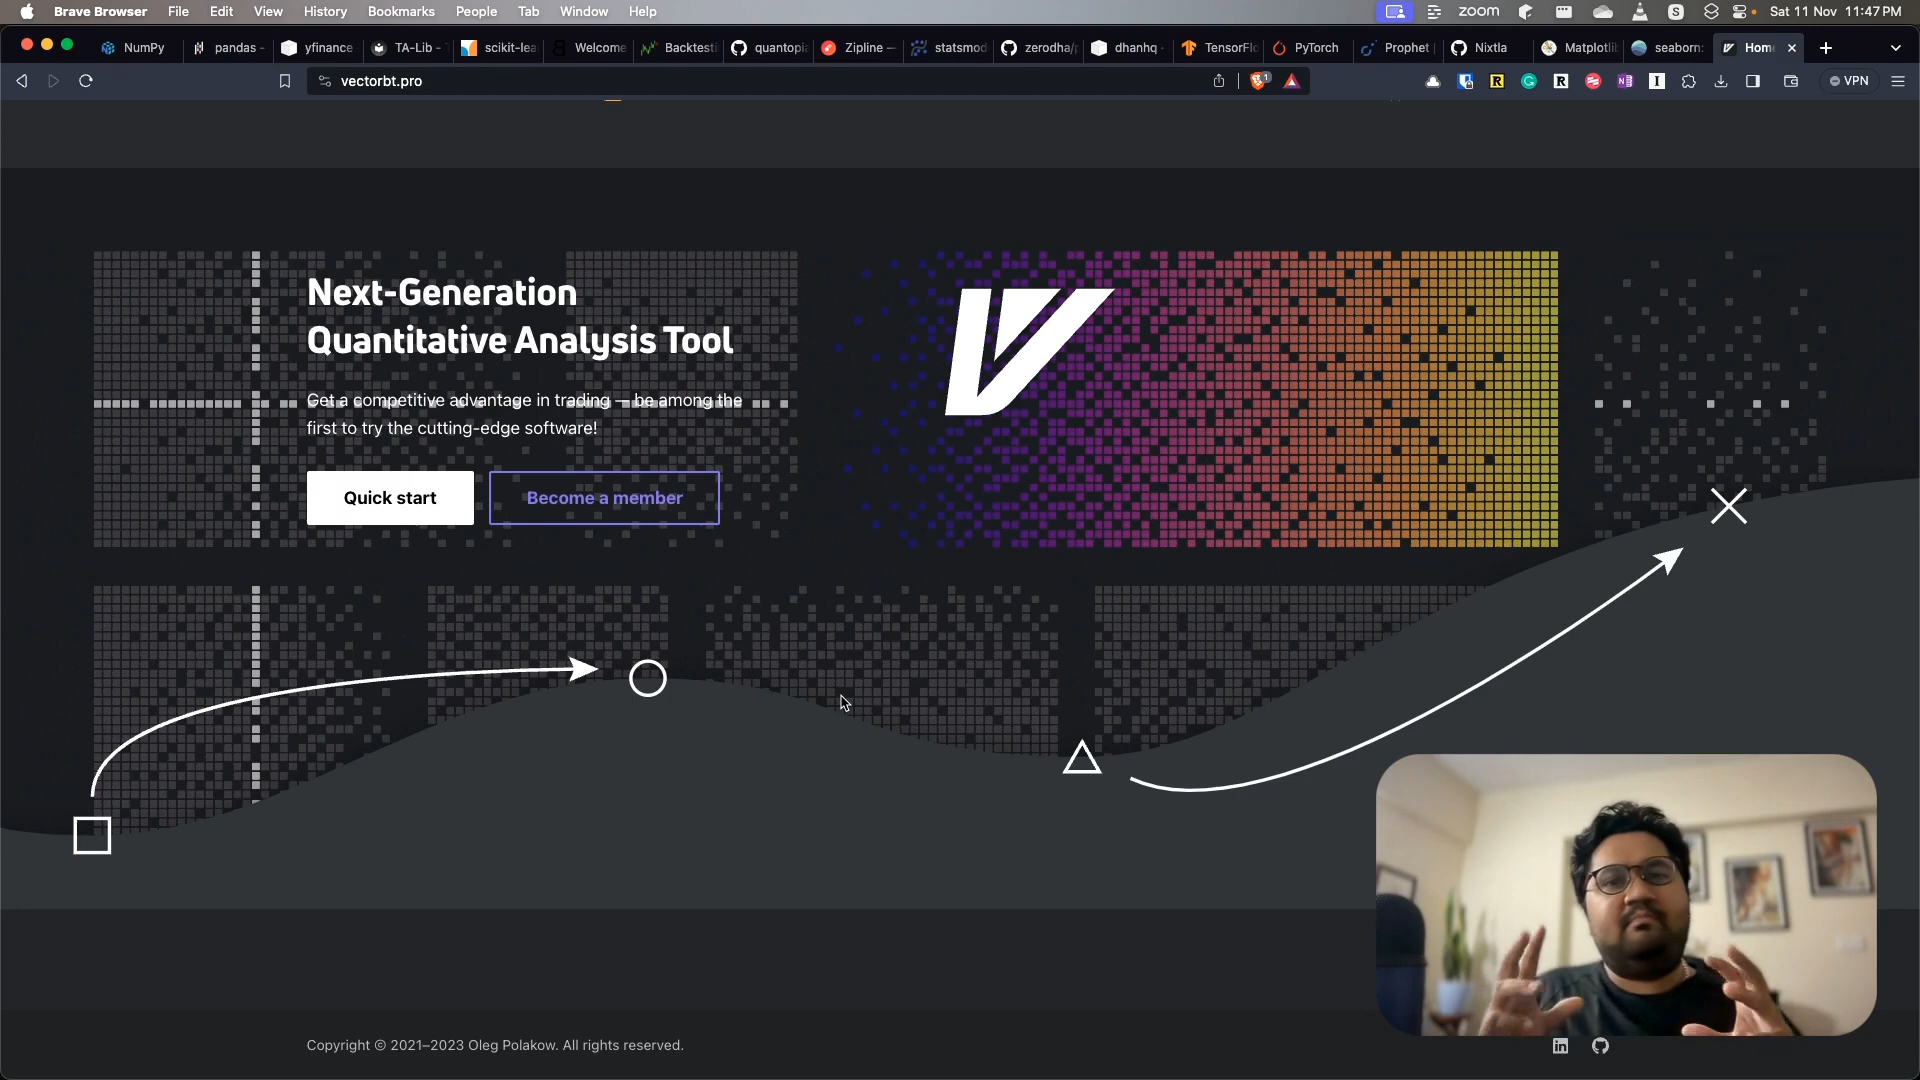 Brave Browser File Edit View History Bookmarks People Tab Window Help zoom S Sat 11 Nov 11:47 PM
NumPy pandas - yfinance TA-Lib - scikit-lea Welcome Backtesti quantopi Zipline — statsmod zerodha/p dhanhq TensorFlo PyTorch Prophet Nixtla Matplotlib seaborn: Hom
vectorbt.pro 1 R G R N I VPN
Next-Generation
Quantitative Analysis Tool
Get a competitive advantage in trading — be among the
first to try the cutting-edge software!
Quick start Become a member
Copyright © 2021–2023 Oleg Polakow. All rights reserved.
in